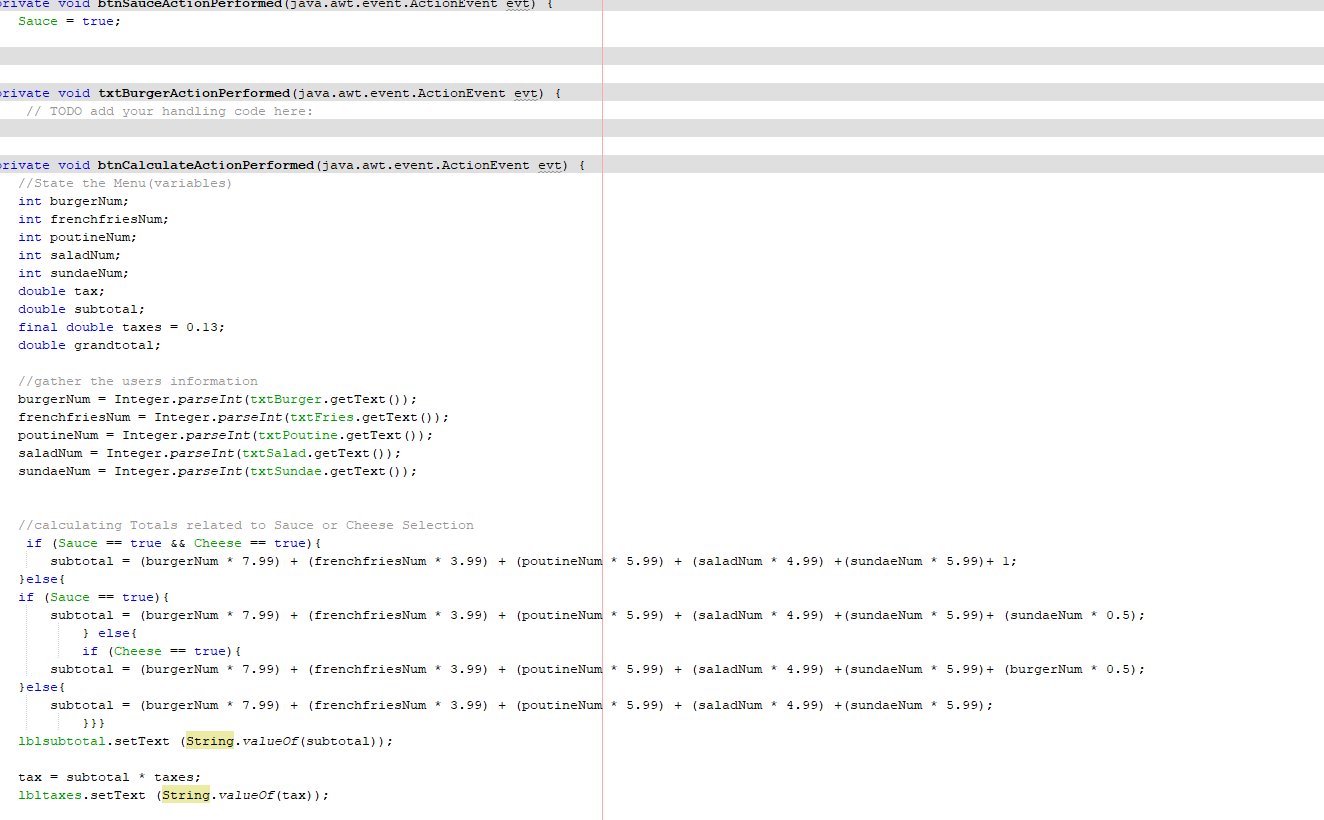 private void btnSauceActionPerformed(java.awt.event.ActionEvent evt) {
Sauce = true;
private void txtBurgerActionPerformed(java.awt.event.ActionEvent evt) {
// TODO add your handling code here:
private void btnCalculateActionPerformed(java.awt.event.ActionEvent evt) {
//State the Menu(variables)
int burgerNum;
int frenchfriesNum;
int poutineNum;
int saladNum;
int sundaeNum;
double tax;
double subtotal;
final double taxes = 0.13;
double grandtotal;
//gather the users information
burgerNum = Integer.parseInt(txtBurger.getText());
frenchfriesNum = Integer.parseInt(txtFries.getText());
poutineNum = Integer.parseInt(txtPoutine.getText());
saladNum = Integer.parseInt(txtSalad.getText());
sundaeNum = Integer.parseInt(txtSundae.getText());
//calculating Totals related to Sauce or Cheese Selection
if (Sauce == true && Cheese == true){
subtotal = (burgerNum * 7.99) + (frenchfriesNum * 3.99) + (poutineNum * 5.99) + (saladNum * 4.99) +(sundaeNum * 5.99)+ 1;
}else{
if (Sauce == true){
subtotal = (burgerNum * 7.99) + (frenchfriesNum * 3.99) + (poutineNum * 5.99) + (saladNum * 4.99) +(sundaeNum * 5.99)+ (sundaeNum * 0.5);
} else{
if (Cheese == true){
subtotal = (burgerNum * 7.99) + (frenchfriesNum * 3.99) + (poutineNum * 5.99) + (saladNum * 4.99) +(sundaeNum * 5.99)+ (burgerNum * 0.5);
}else{
subtotal = (burgerNum * 7.99) + (frenchfriesNum * 3.99) + (poutineNum * 5.99) + (saladNum * 4.99) +(sundaeNum * 5.99);
}}}
lblsubtotal.setText (String.valueOf(subtotal));
tax = subtotal * taxes;
lbltaxes.setText (String.valueOf(tax));